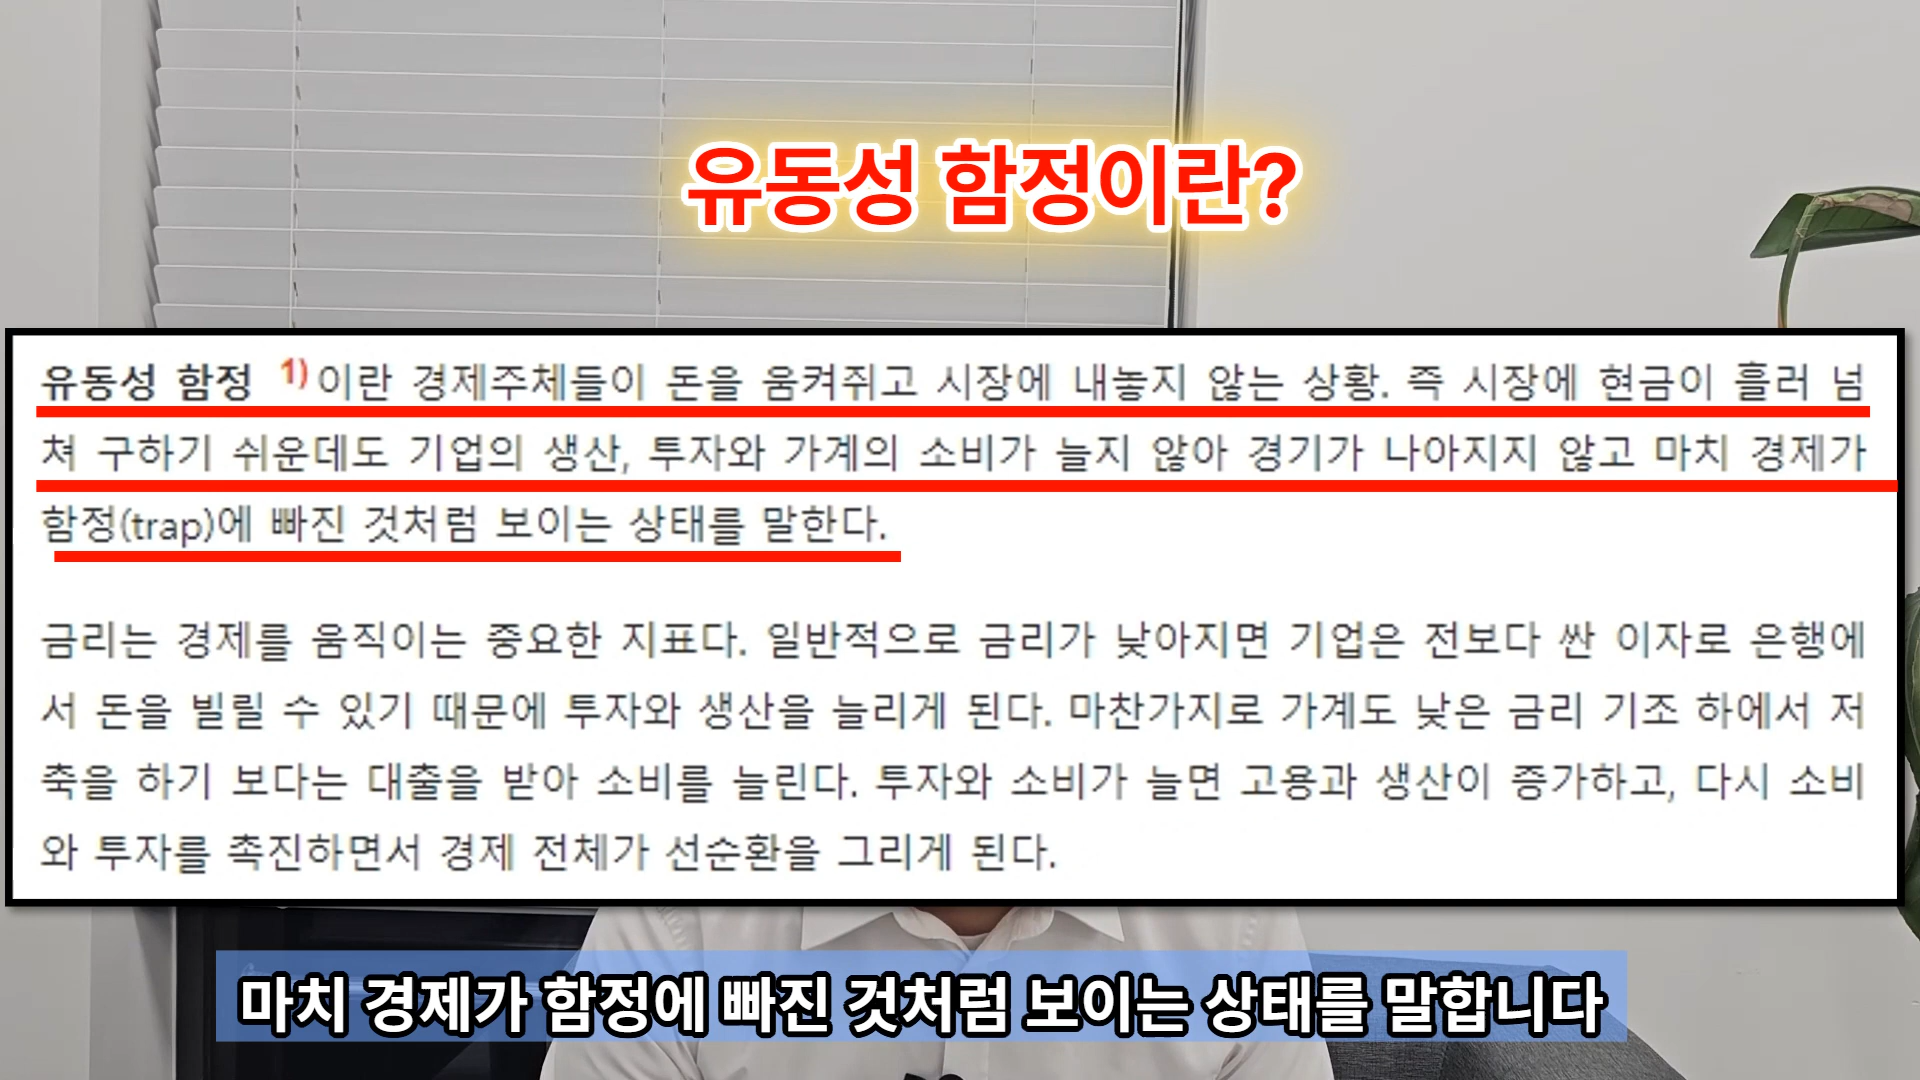 유동성 함정이란?
유동성 함정 1)이란 경제주체들이 돈을 움켜쥐고 시장에 내놓지 않는 상황. 즉 시장에 현금이 흘러 넘
쳐 구하기 쉬운데도 기업의 생산, 투자와 가계의 소비가 늘지 않아 경기가 나아지지 않고 마치 경제가
함정(trap)에 빠진 것처럼 보이는 상태를 말한다.
금리는 경제를 움직이는 중요한 지표다. 일반적으로 금리가 낮아지면 기업은 전보다 싼 이자로 은행에
서 돈을 빌릴 수 있기 때문에 투자와 생산을 늘리게 된다. 마찬가지로 가계도 낮은 금리 기조 하에서 저
축을 하기 보다는 대출을 받아 소비를 늘린다. 투자와 소비가 늘면 고용과 생산이 증가하고, 다시 소비
와 투자를 촉진하면서 경제 전체가 선순환을 그리게 된다.
마치 경제가 함정에 빠진 것처럼 보이는 상태를 말합니다